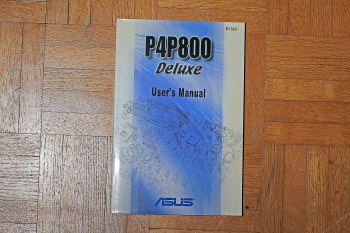 P4P800
Deluxe
User's Manual
ASUS